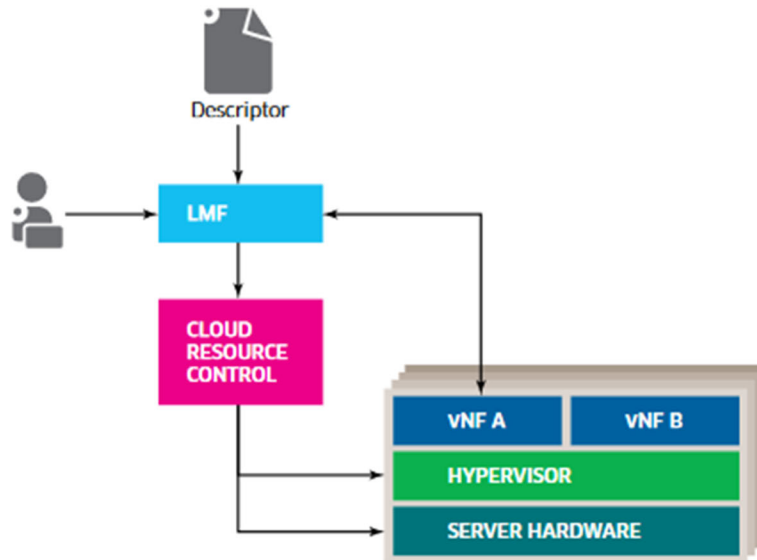 Descriptor
LMF
CLOUD
RESOURCE
CONTROL
vNF A
vNF B
HYPERVISOR
SERVER HARDWARE